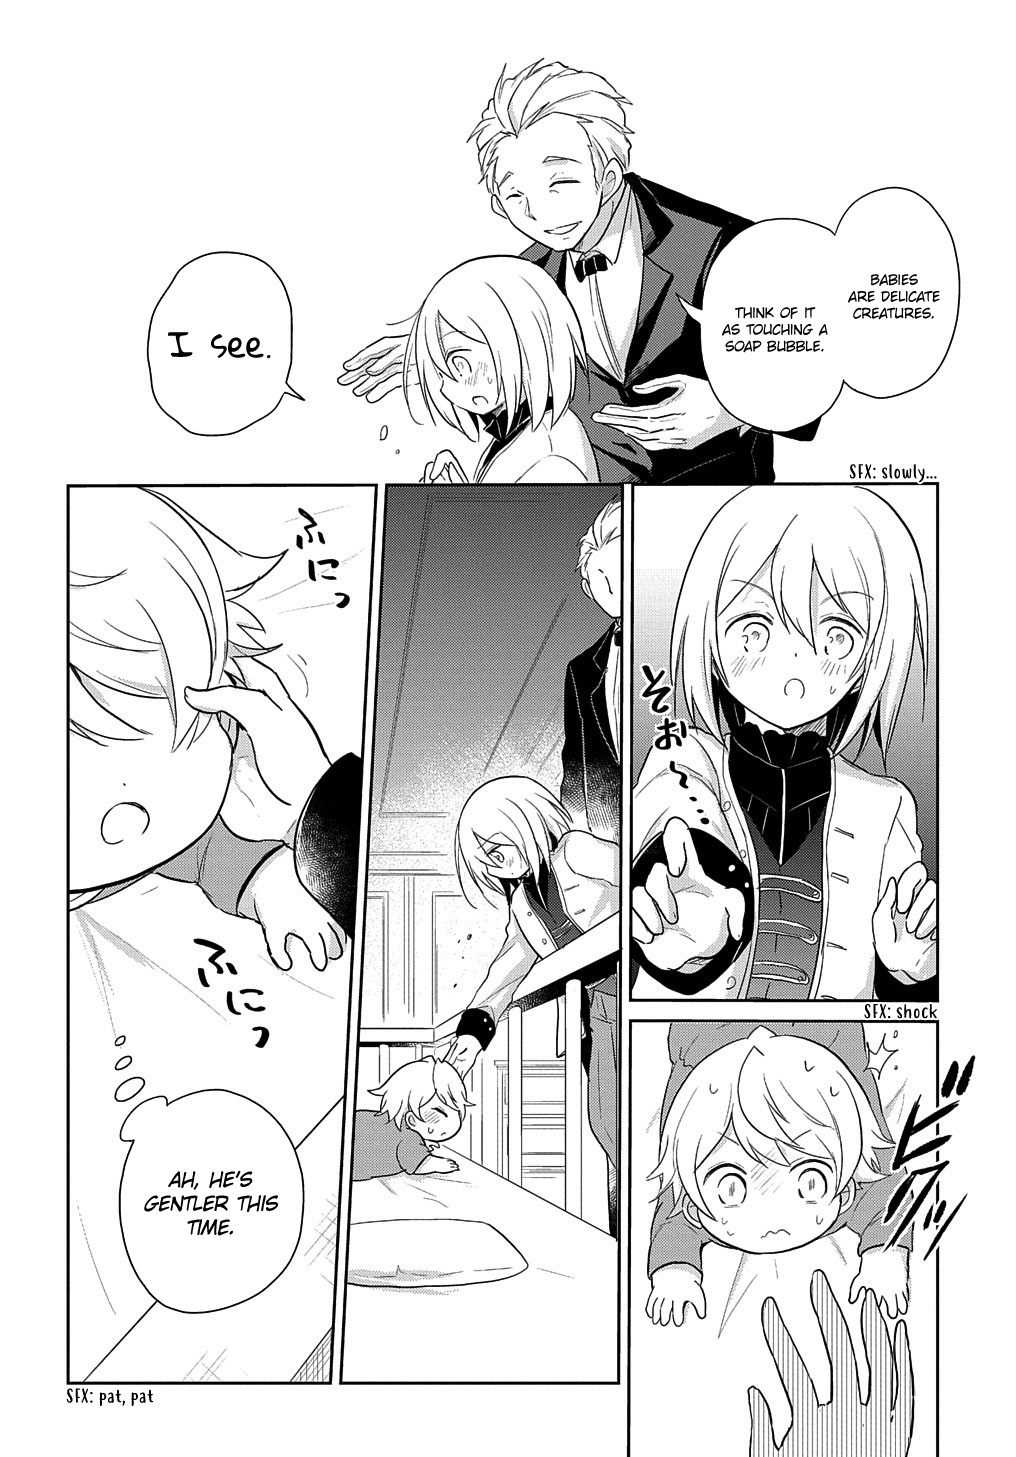 BABIES
ARE DELICATE
CREATURES.
THINK OF IT
AS TOUCHING A
SOAP BUBBLE.
I see.
SFX: slowly...
そお〜……
SFX: shock
ビクッ
ふにっ
ふにっ
AH, HE'S
GENTLER THIS
TIME.
SFX: pat, pat